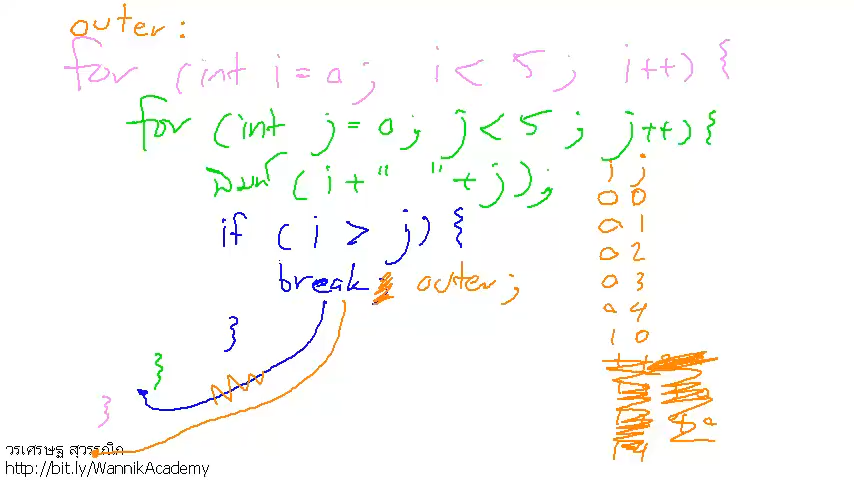 outer:
for (int i=0; i<5; i++) {
for (int j=0; j<5; j++) {
พิมพ์(i+" "+j);
if (i > j) {
break outer;
}
}
}
i j
0 0
0 1
0 2
0 3
0 4
1 0
1 4
วรเศรษฐ สุวรรณิก
http://bit.ly/WannikAcademy